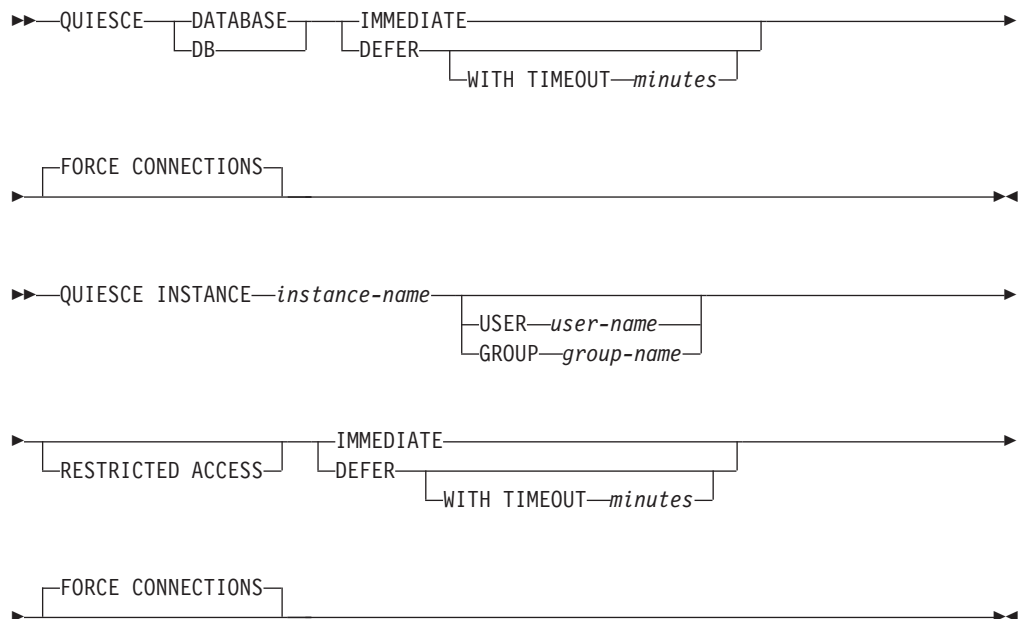 QUIESCE DATABASE IMMEDIATE
DB DEFER
WITH TIMEOUT minutes
FORCE CONNECTIONS
QUIESCE INSTANCE instance-name
USER user-name
GROUP group-name
IMMEDIATE
RESTRICTED ACCESS DEFER
WITH TIMEOUT minutes
FORCE CONNECTIONS